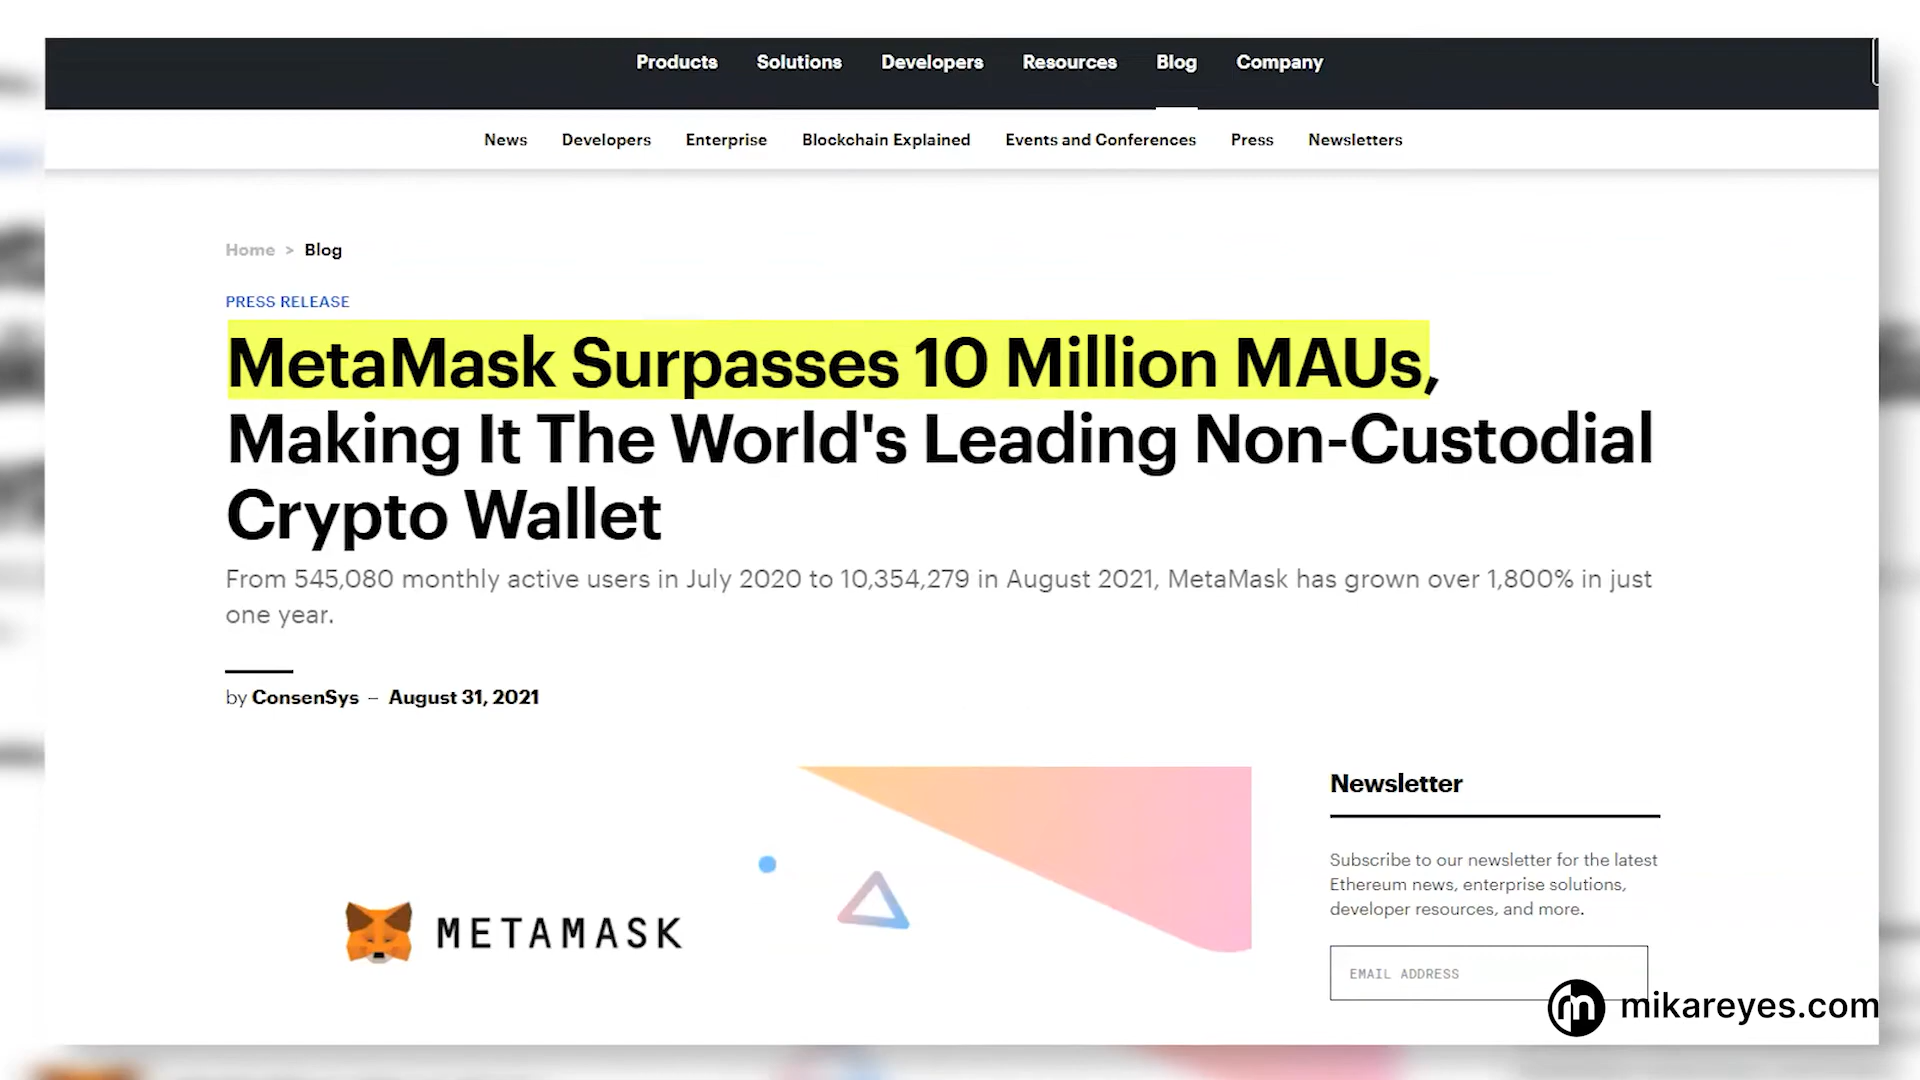 Products Solutions Developers Resources Blog Company
News Developers Enterprise Blockchain Explained Events and Conferences Press Newsletters
Home > Blog
PRESS RELEASE
MetaMask Surpasses 10 Million MAUs,
Making It The World's Leading Non-Custodial
Crypto Wallet
From 545,080 monthly active users in July 2020 to 10,354,279 in August 2021, MetaMask has grown over 1,800% in just
one year.
by ConsenSys – August 31, 2021
METAMASK
Newsletter
Subscribe to our newsletter for the latest
Ethereum news, enterprise solutions,
developer resources, and more.
EMAIL ADDRESS
mikareyes.com